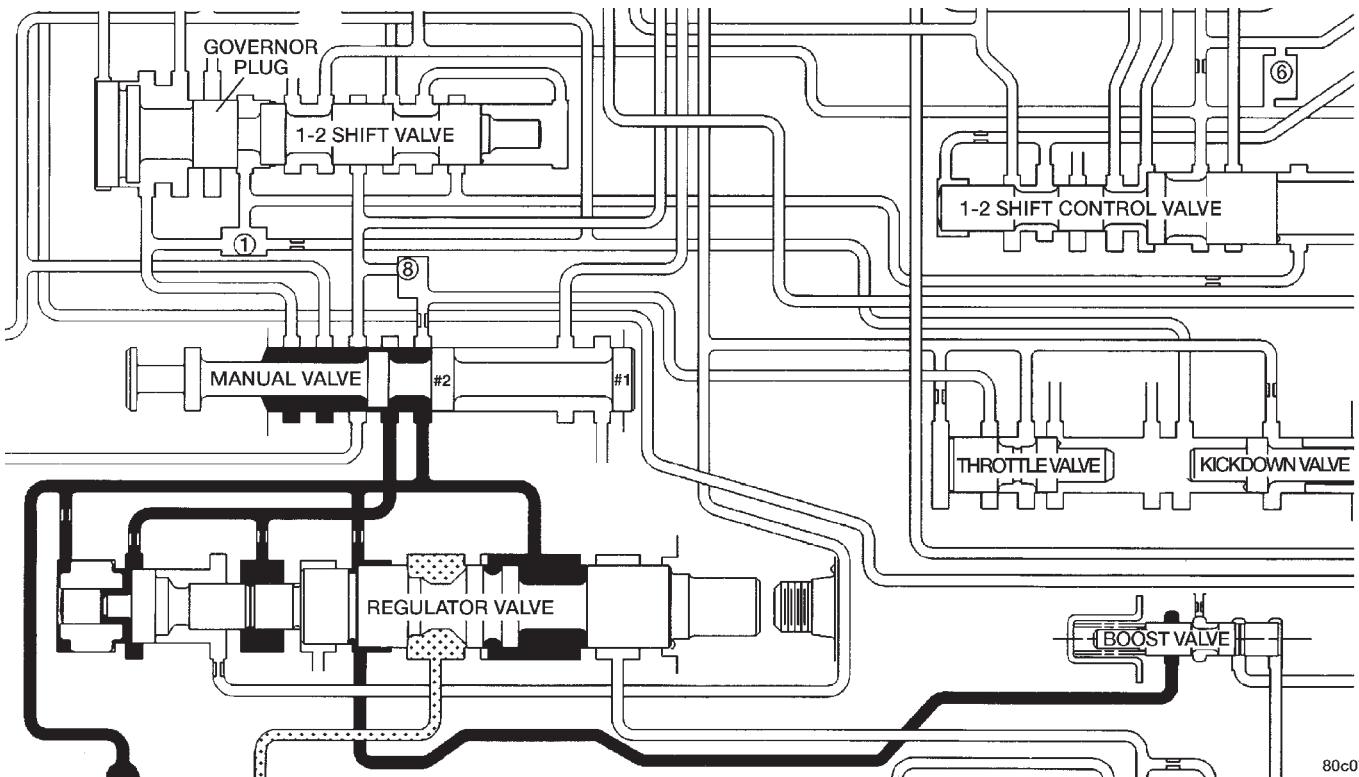 GOVERNOR
PLUG
6
1-2 SHIFT VALVE
1-2 SHIFT CONTROL VALVE
1
8
MANUAL VALVE
#2
#1
THROTTLE VALVE
KICKDOWN VALVE
REGULATOR VALVE
BOOST VALVE
80c0